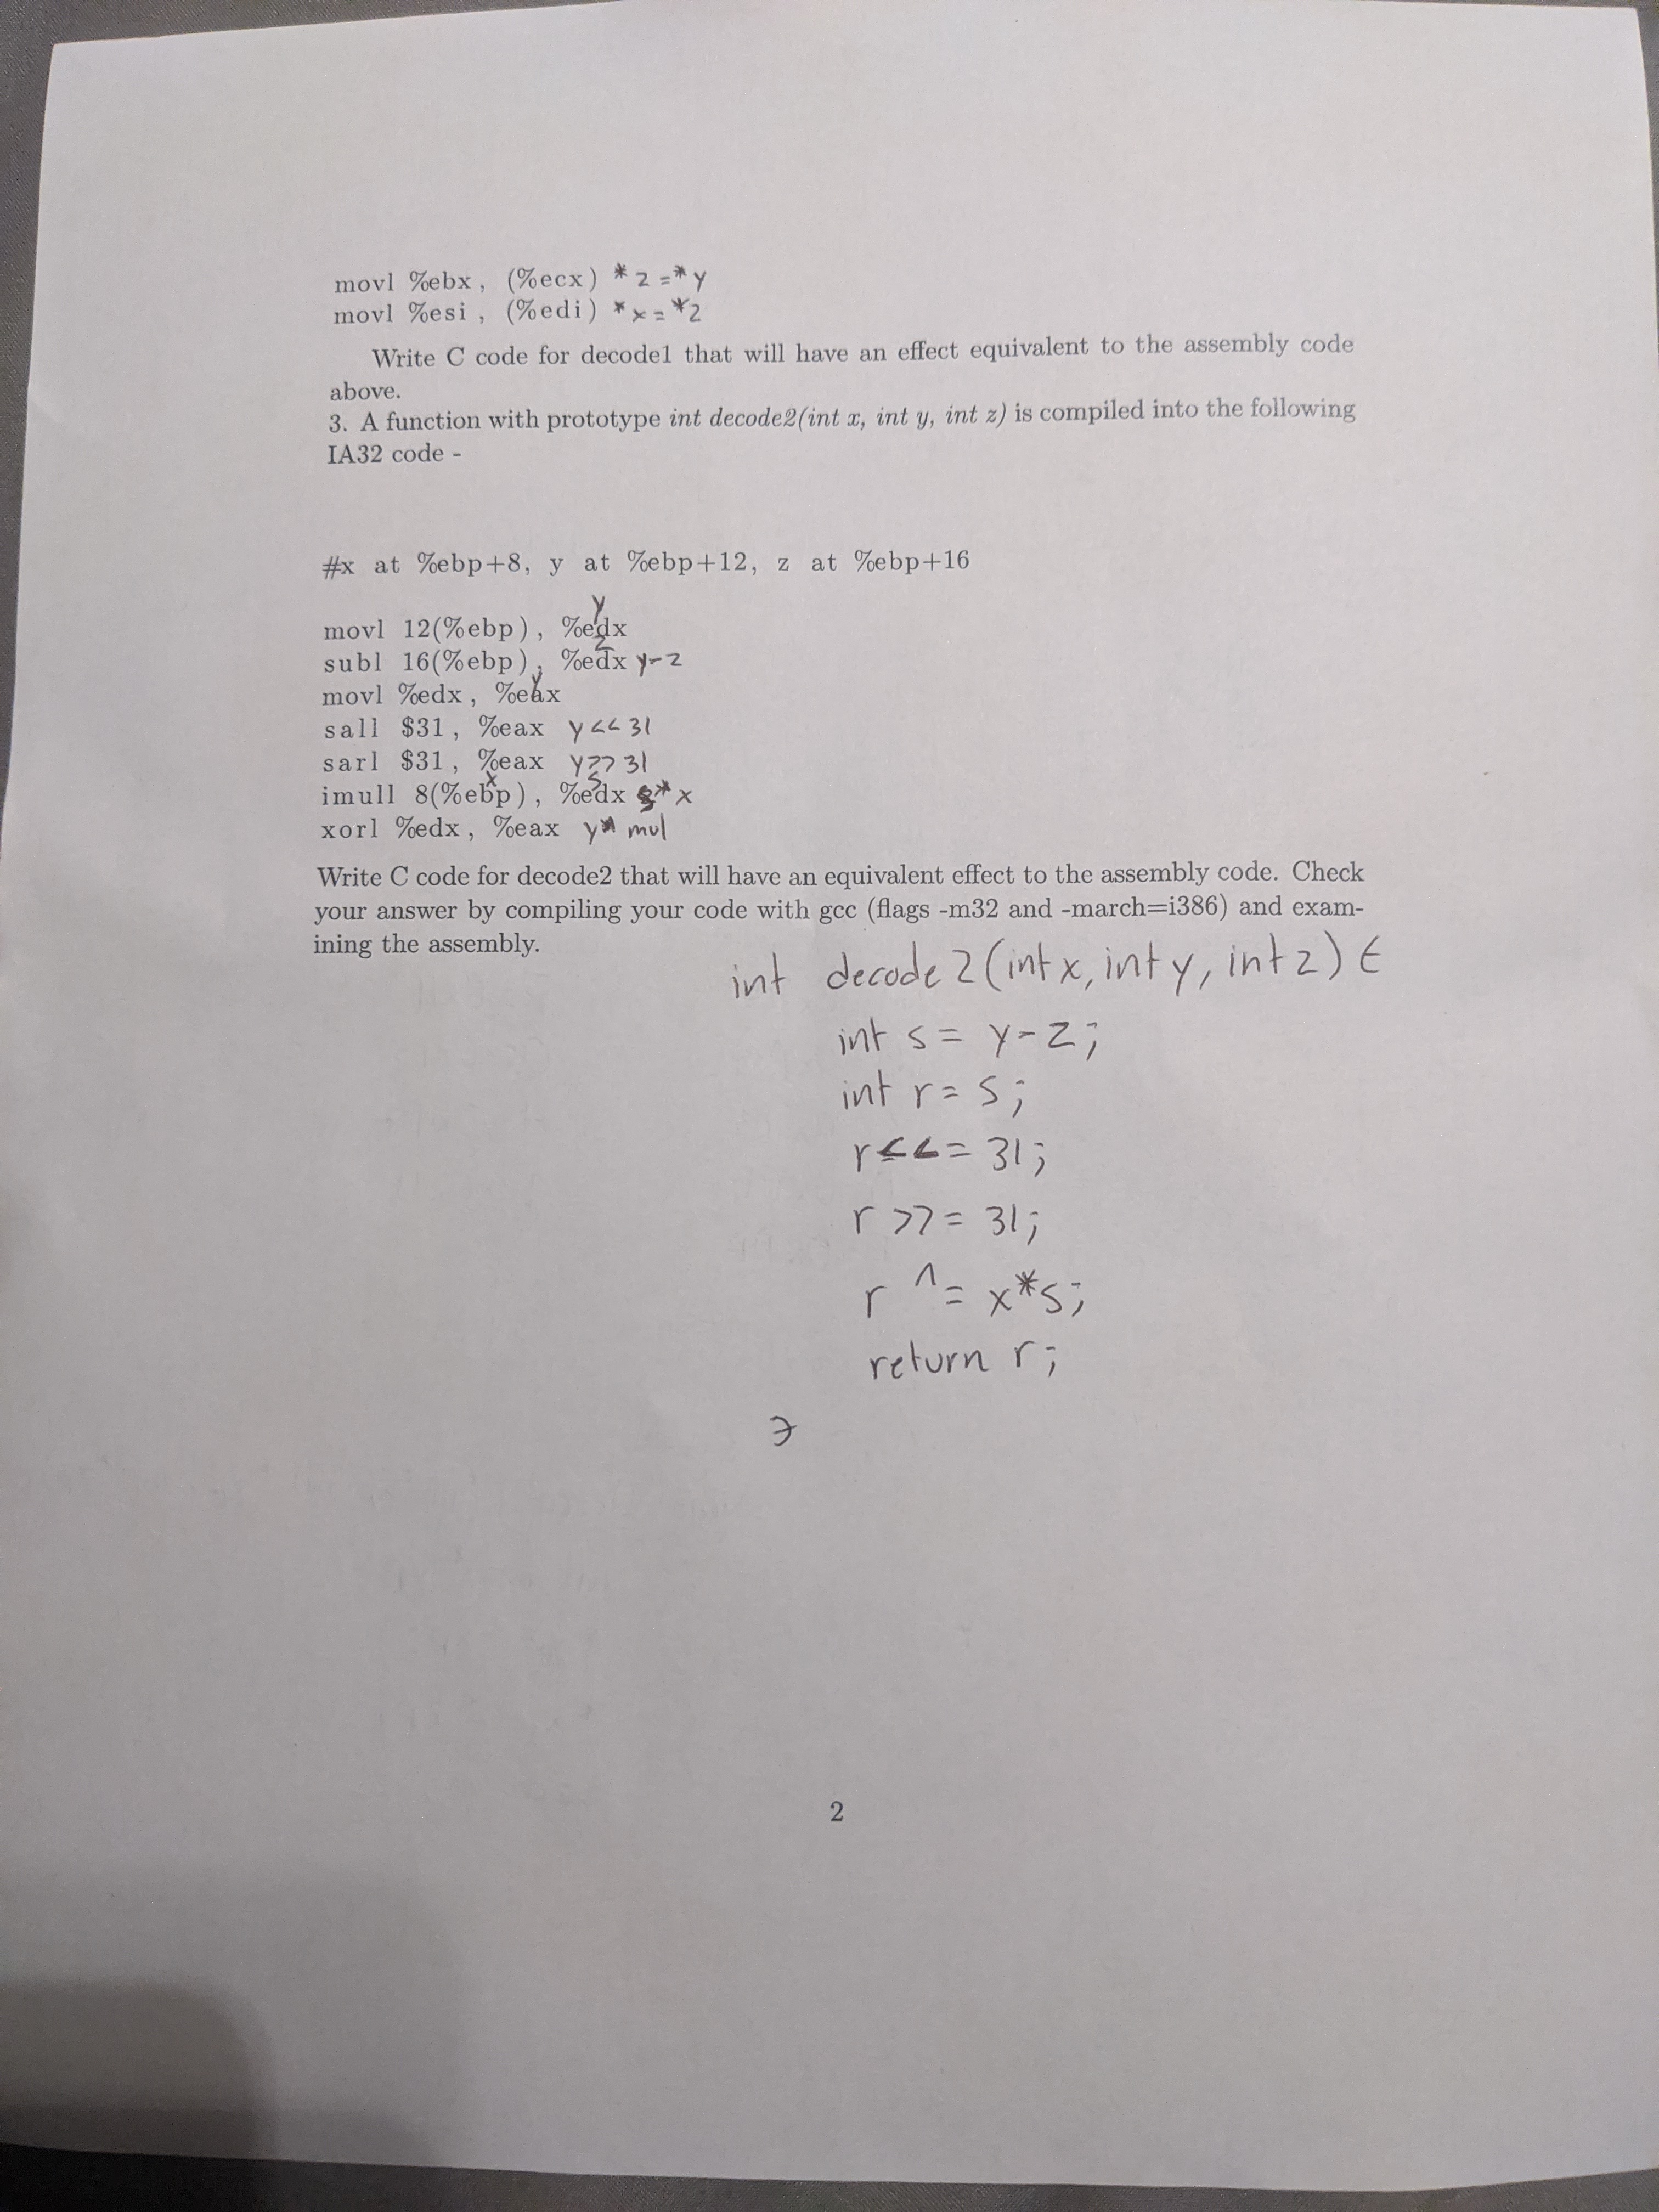 movl %ebx, (%ecx) *z=*y
movl %esi, (%edi) *x=*z
Write C code for decode1 that will have an effect equivalent to the assembly code
above.
3. A function with prototype int decode2(int x, int y, int z) is compiled into the following
IA32 code -
#x at %ebp+8, y at %ebp+12, z at %ebp+16
y
movl 12(%ebp), %edx
z
subl 16(%ebp), %edx y-z
y
movl %edx, %eax
sall $31, %eax y<<31
sarl $31, %eax y>>31
x s
imull 8(%ebp), %edx s*x
xorl %edx, %eax y^ mul
Write C code for decode2 that will have an equivalent effect to the assembly code. Check
your answer by compiling your code with gcc (flags -m32 and -march=i386) and exam-
ining the assembly.
int decode2(int x, int y, int z) {
int s = y-z;
int r = s;
r<<= 31;
r >>= 31;
r ^= x*s;
return r;
}
2